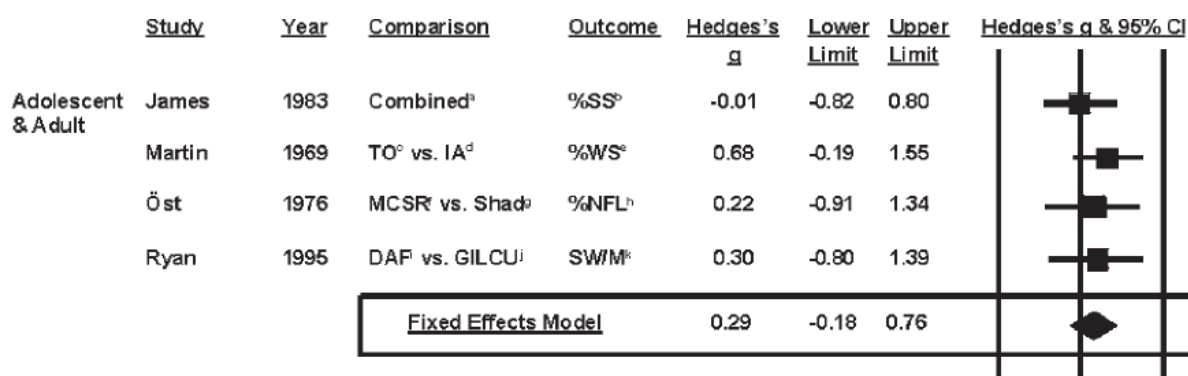 Study Year Comparison Outcome Hedges's g Lower Limit Upper Limit Hedges's g & 95% CI
Adolescent & Adult James 1983 Combinedᵃ %SSᵇ -0.01 -0.82 0.80
Martin 1969 TOᶜ vs. IAᵈ %WSᵉ 0.68 -0.19 1.55
Öst 1976 MCSRᶠ vs. Shadᵍ %NFLʰ 0.22 -0.91 1.34
Ryan 1995 DAFⁱ vs. GILCUʲ SW/Mᵏ 0.30 -0.80 1.39
Fixed Effects Model 0.29 -0.18 0.76